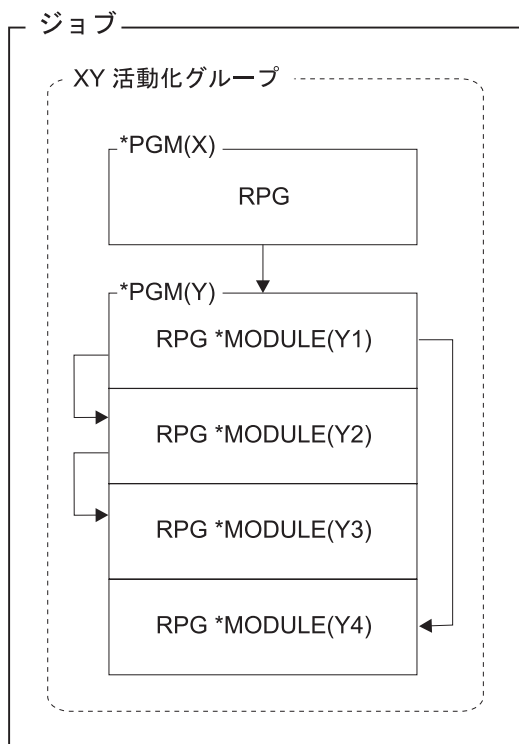 ジョブ
XY 活動化グループ
*PGM(X)
RPG
*PGM(Y)
RPG *MODULE(Y1)
RPG *MODULE(Y2)
RPG *MODULE(Y3)
RPG *MODULE(Y4)